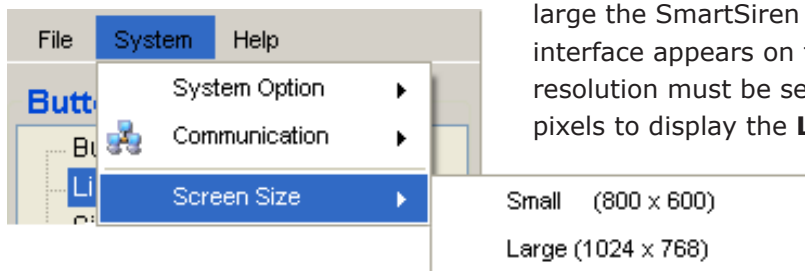 File System Help
System Option
Communication
Screen Size
Small (800 x 600)
Large (1024 x 768)
large the SmartSiren
interface appears on
resolution must be
pixels to display the